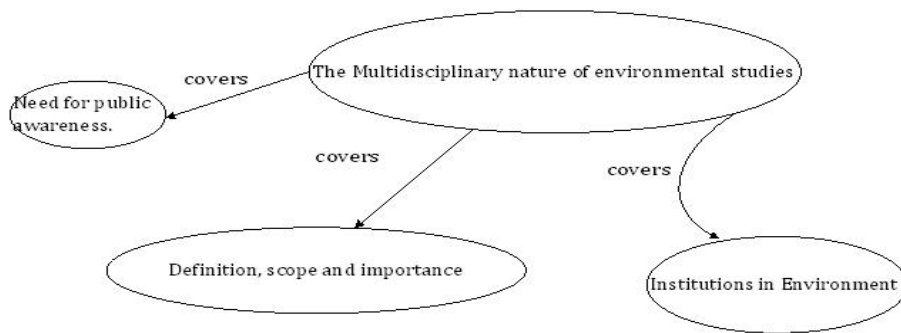 The Multidisciplinary nature of environmental studies
covers
Need for public
awareness.
covers
covers
Definition, scope and importance
Institutions in Environment